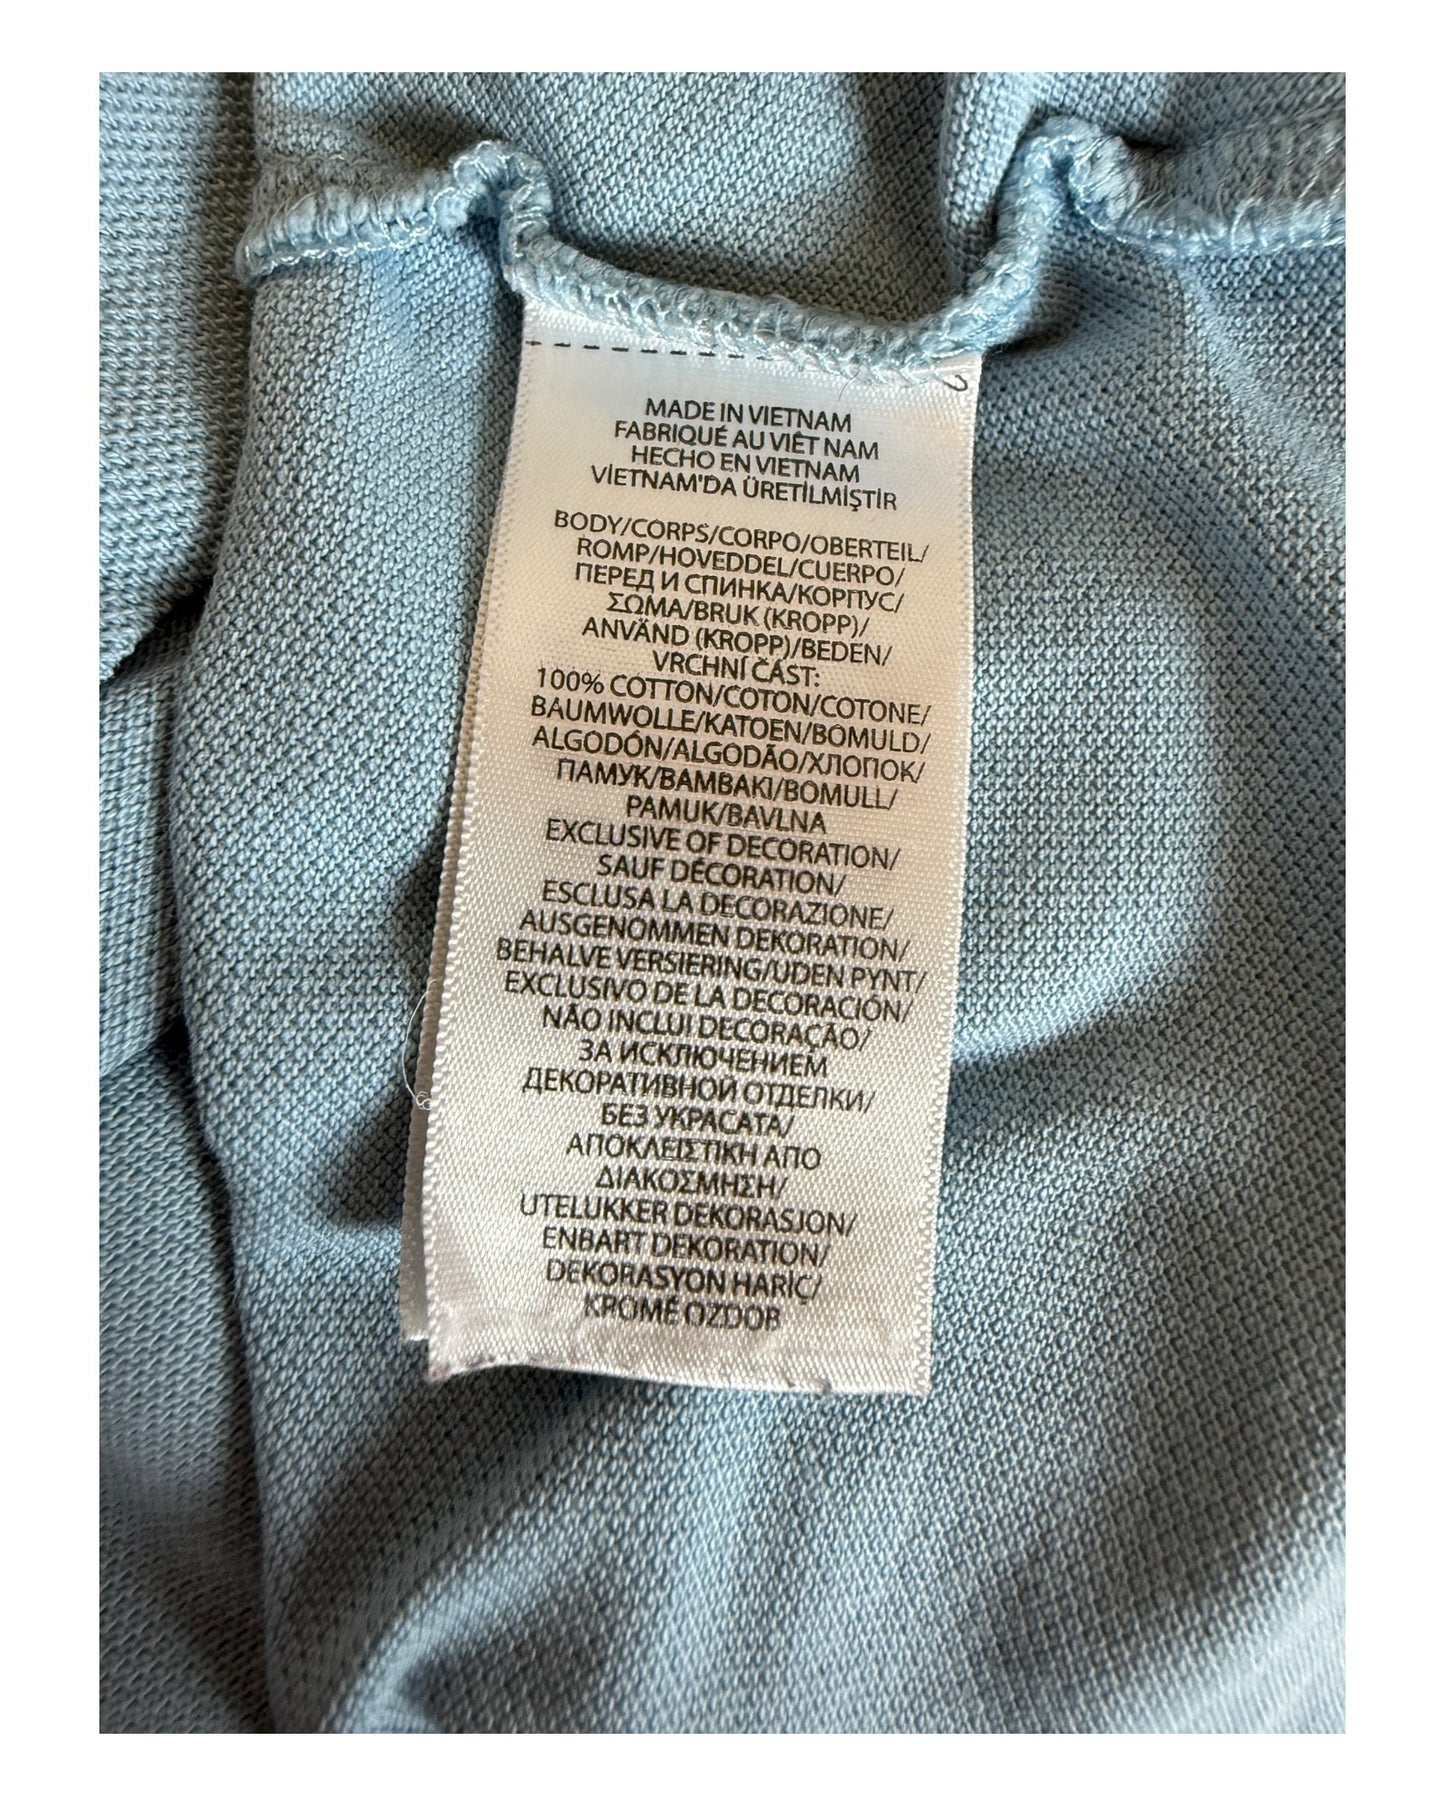 MADE IN VIETNAM
FABRIQUÉ AU VIÊT NAM
HECHO EN VIETNAM
VİETNAM'DA ÜRETİLMİŞTİR
BODY/CORPS/CORPO/OBERTEIL/
ROMP/HOVEDDEL/CUERPO/
ПЕРЕД И СПИНКА/КОРПУС/
ΣΩΜΑ/BRUK (KROPP)/
ANVÄND (KROPP)/BEDEN/
VRCHNÍ ČÁST:
100% COTTON/COTON/COTONE/
BAUMWOLLE/KATOEN/BOMULD/
ALGODÓN/ALGODÃO/ХЛОПОК/
ПАМУК/ΒΑΜΒΑΚΙ/BOMULL/
PAMUK/BAVLNA
EXCLUSIVE OF DECORATION/
SAUF DÉCORATION/
ESCLUSA LA DECORAZIONE/
AUSGENOMMEN DEKORATION/
BEHALVE VERSIERING/UDEN PYNT/
EXCLUSIVO DE LA DECORACIÓN/
NÃO INCLUI DECORAÇÃO/
ЗА ИСКЛЮЧЕНИЕМ
ДЕКОРАТИВНОЙ ОТДЕЛКИ/
БЕЗ УКРАСАТА/
ΑΠΟΚΛΕΙΣΤΙΚΗ ΑΠΟ
ΔΙΑΚΟΣΜΗΣΗ/
UTELUKKER DEKORASJON/
ENBART DEKORATION/
DEKORASYON HARİÇ/
KROMĚ OZDOB